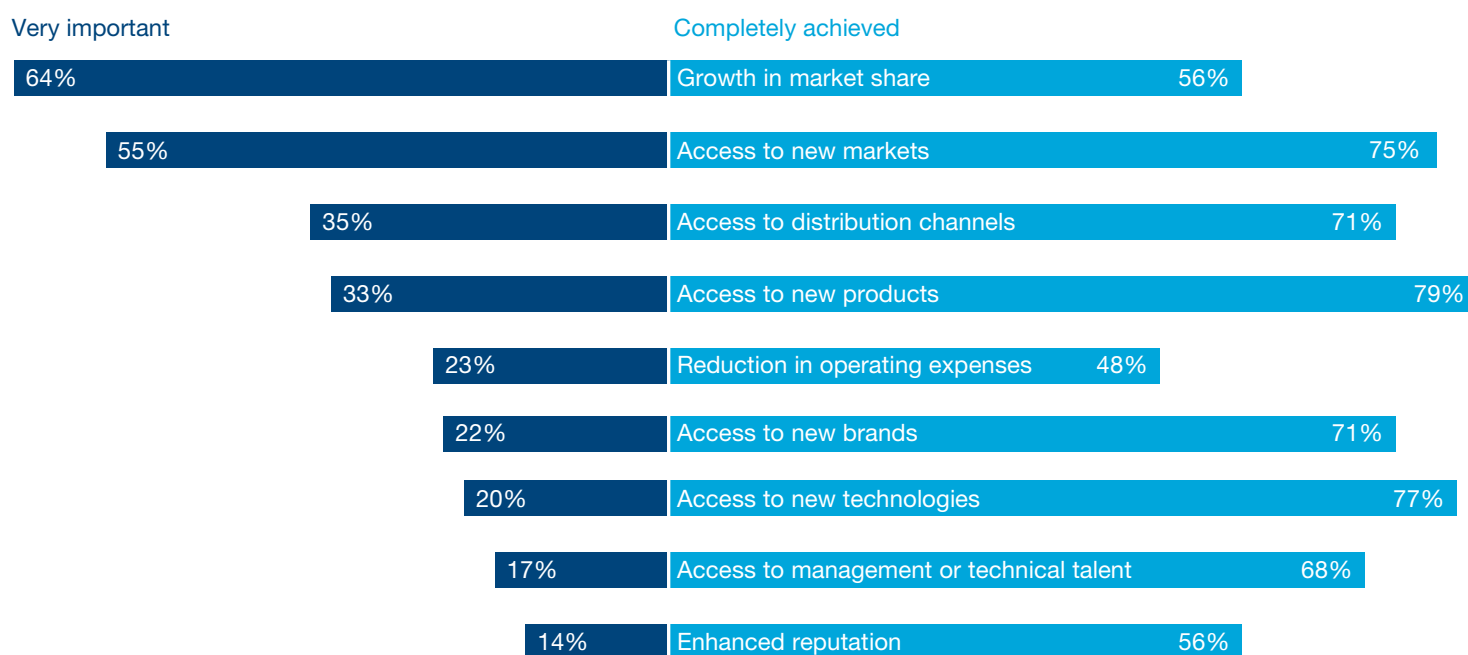 Very important Completely achieved
64% Growth in market share 56%
55% Access to new markets 75%
35% Access to distribution channels 71%
33% Access to new products 79%
23% Reduction in operating expenses 48%
22% Access to new brands 71%
20% Access to new technologies 77%
17% Access to management or technical talent 68%
14% Enhanced reputation 56%